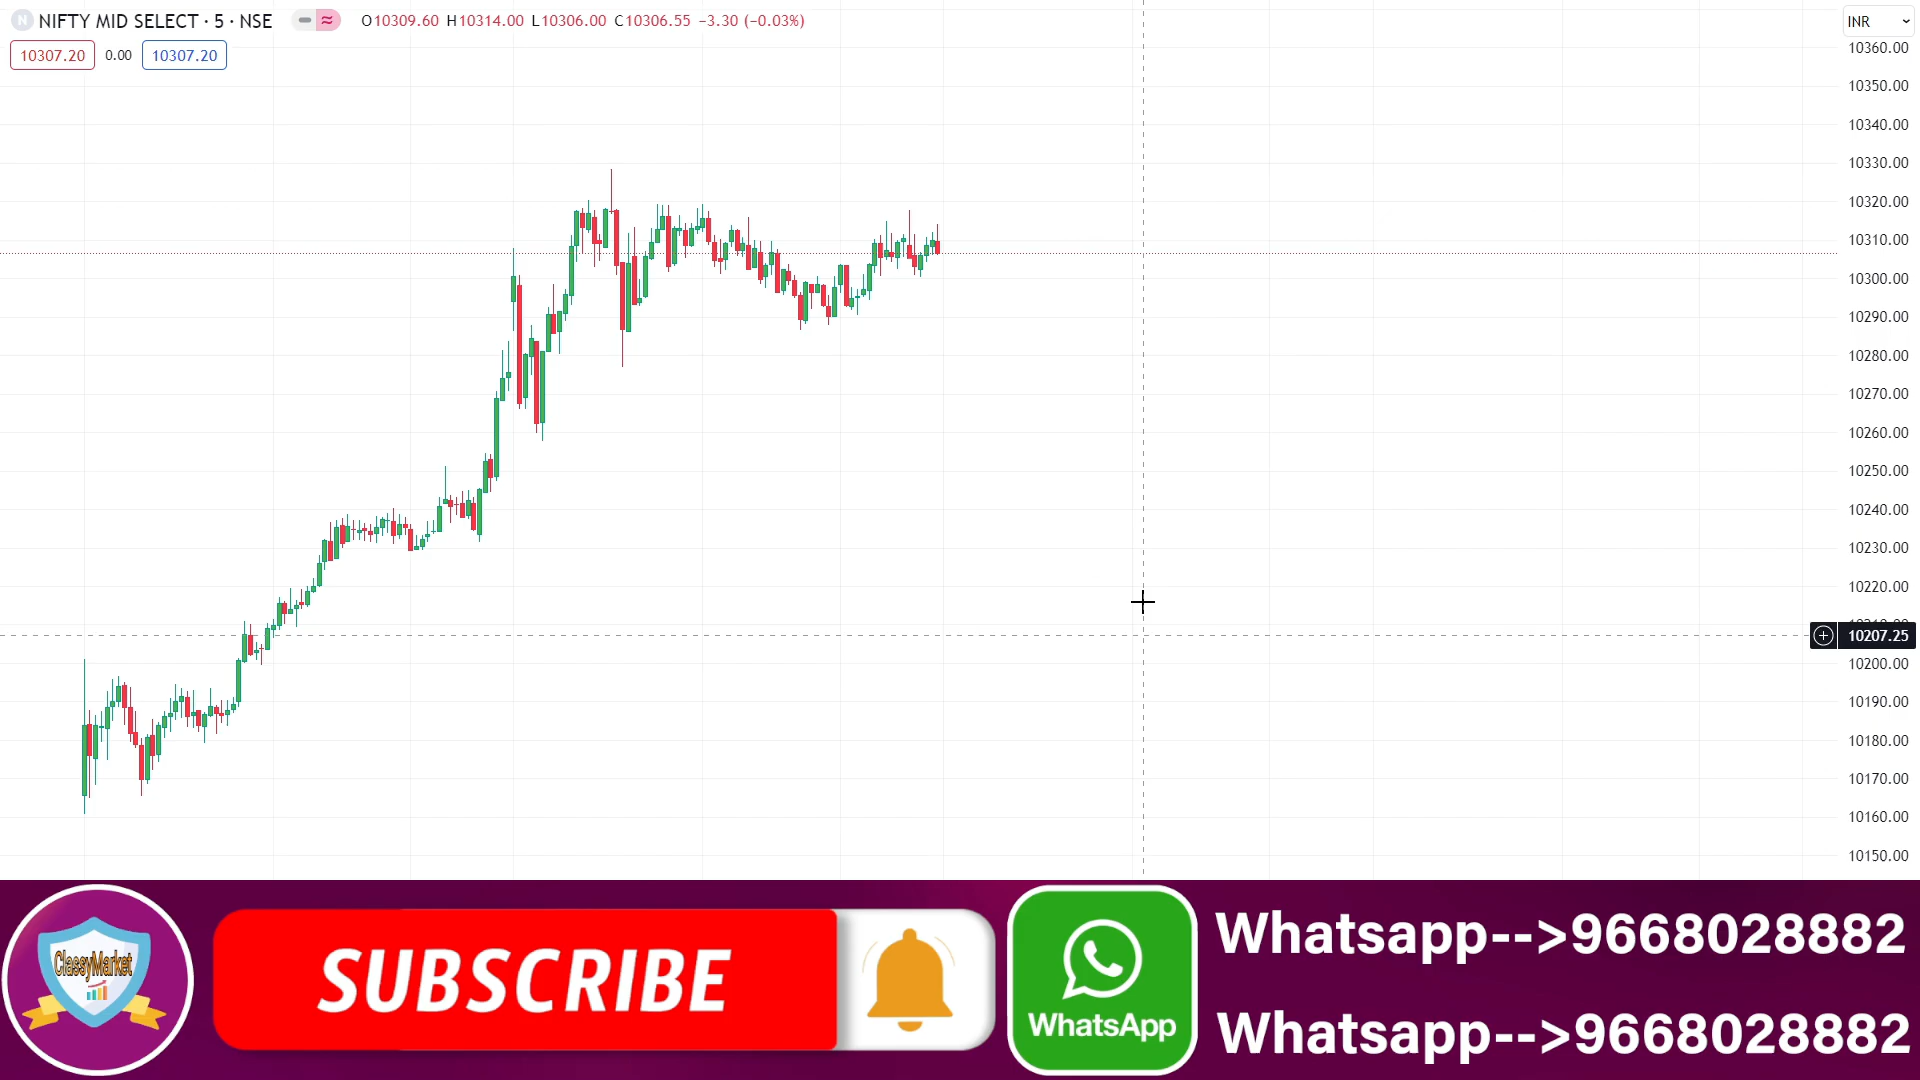 N NIFTY MID SELECT · 5 · NSE O10309.60 H10314.00 L10306.00 C10306.55 −3.30 (−0.03%)
INR
10307.20 0.00 10307.20
10360.00
10350.00
10340.00
10330.00
10320.00
10310.00
10300.00
10290.00
10280.00
10270.00
10260.00
10250.00
10240.00
10230.00
10220.00
10207.25
10200.00
10190.00
10180.00
10170.00
10160.00
10150.00
ClassyMarket
SUBSCRIBE
WhatsApp
Whatsapp-->9668028882
Whatsapp-->9668028882